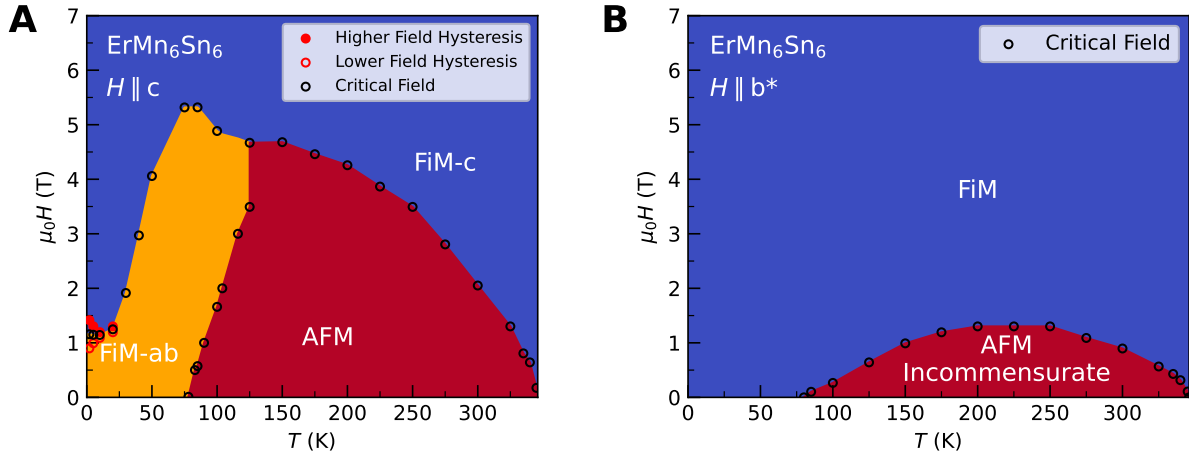 A
7
6
5
4
3
2
1
0
μ₀H (T)
ErMn₆Sn₆
H ∥ c
Higher Field Hysteresis
Lower Field Hysteresis
Critical Field
FiM-c
FiM-ab
AFM
0 50 100 150 200 250 300
T (K)
B
7
6
5
4
3
2
1
0
μ₀H (T)
ErMn₆Sn₆
H ∥ b*
Critical Field
FiM
AFM
Incommensurate
0 50 100 150 200 250 300
T (K)